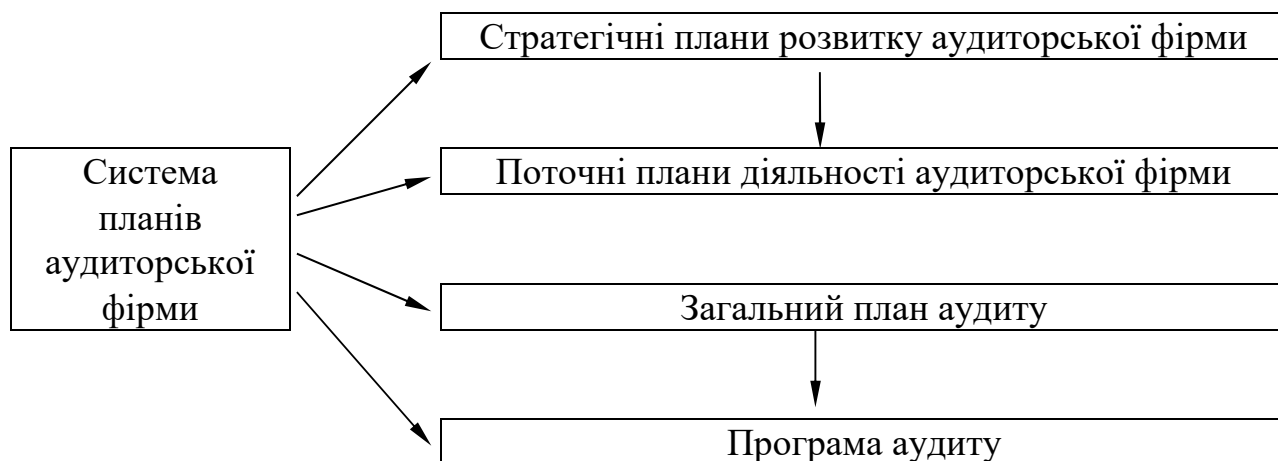 Стратегічні плани розвитку аудиторської фірми
Система
планів
аудиторської
фірми
Поточні плани діяльності аудиторської фірми
Загальний план аудиту
Програма аудиту